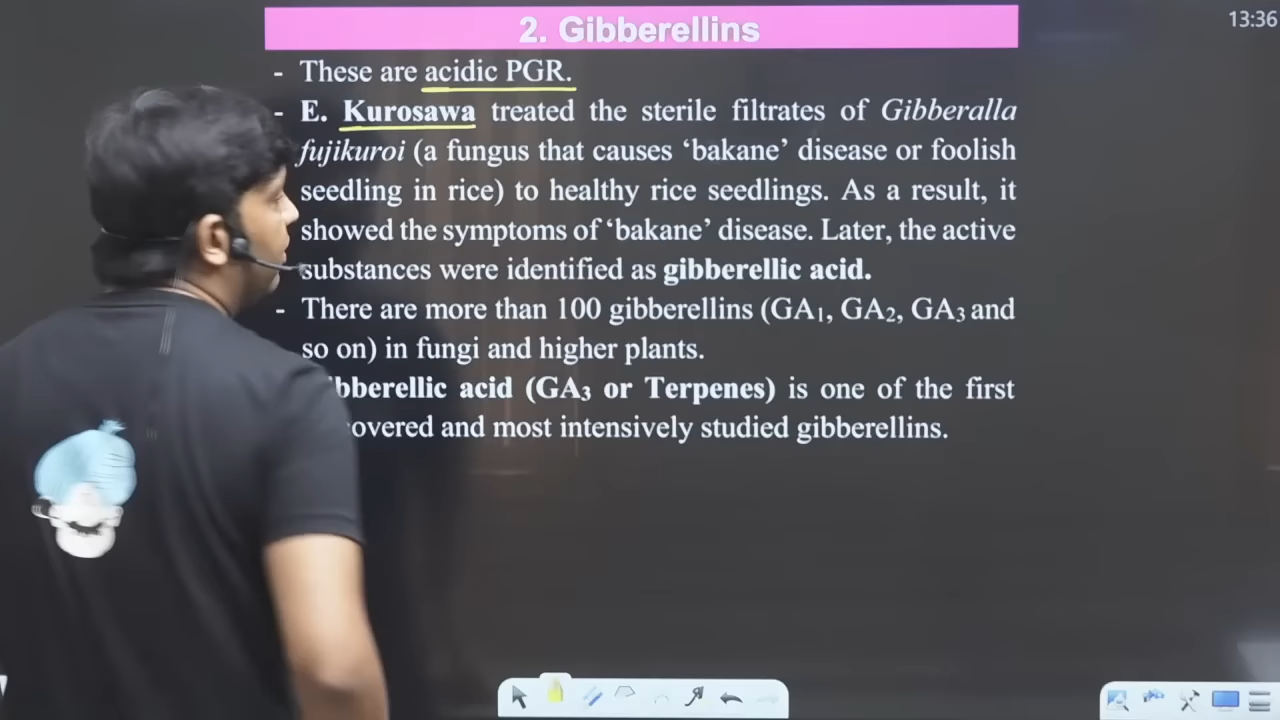 2. Gibberellins
13:36
- These are acidic PGR.
- E. Kurosawa treated the sterile filtrates of Gibberalla
fujikuroi (a fungus that causes ‘bakane’ disease or foolish
seedling in rice) to healthy rice seedlings. As a result, it
showed the symptoms of ‘bakane’ disease. Later, the active
substances were identified as gibberellic acid.
- There are more than 100 gibberellins (GA₁, GA₂, GA₃ and
so on) in fungi and higher plants.
acid (GA₃ or Terpenes) is one of the first
and most intensively studied gibberellins.